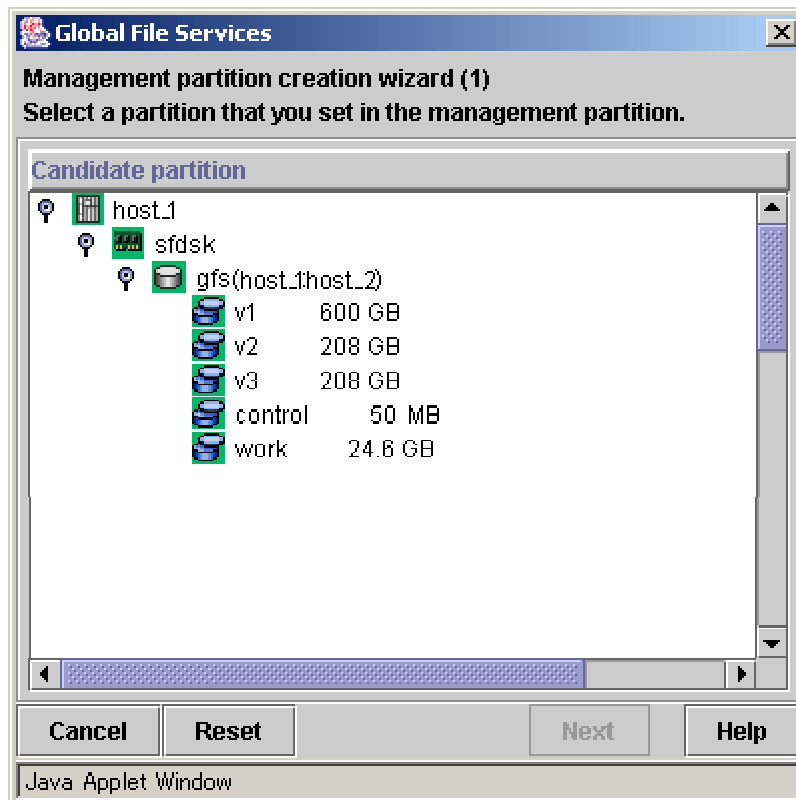 Global File Services
Management partition creation wizard (1)
Select a partition that you set in the management partition.
Candidate partition
host_1
sfdsk
gfs(host_1:host_2)
v1 600 GB
v2 208 GB
v3 208 GB
control 50 MB
work 24.6 GB
Cancel Reset Next Help
Java Applet Window